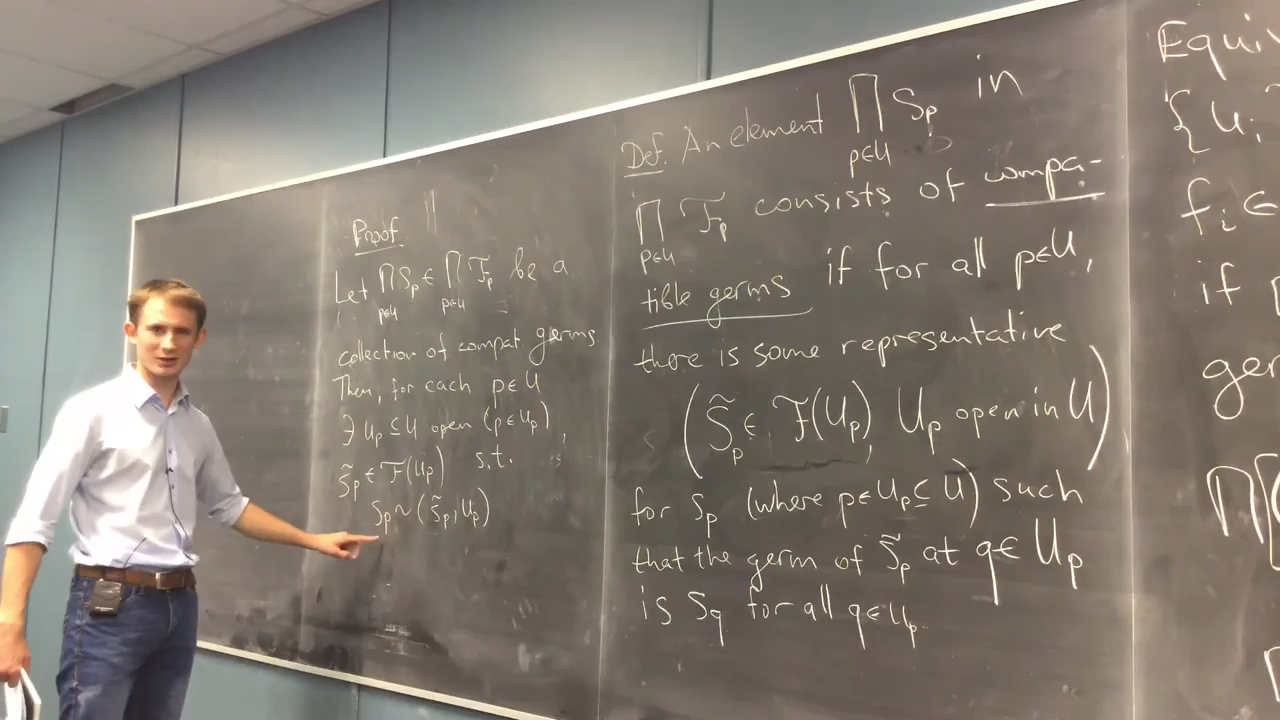 Proof.
Let ∏ Sₚ ∈ ∏ ℱₚ be a
p∈U p∈U
collection of compat germs
Then, for each p∈U
∃ Uₚ ⊆ U open (p∈Uₚ),
S̃ₚ ∈ ℱ(Uₚ) s.t.
Sₚ ~ (S̃ₚ, Uₚ)
Def. An element ∏ Sₚ in
p∈U
∏ ℱₚ consists of compa-
p∈U
tible germs if for all p∈U,
there is some representative
(S̃ₚ ∈ ℱ(Uₚ), Uₚ open in U)
for Sₚ (where p∈Uₚ⊆U) such
that the germ of S̃ₚ at q∈Uₚ
is S_q for all q∈Uₚ.
Equiv
{U_i
f_i ∈
if
ger